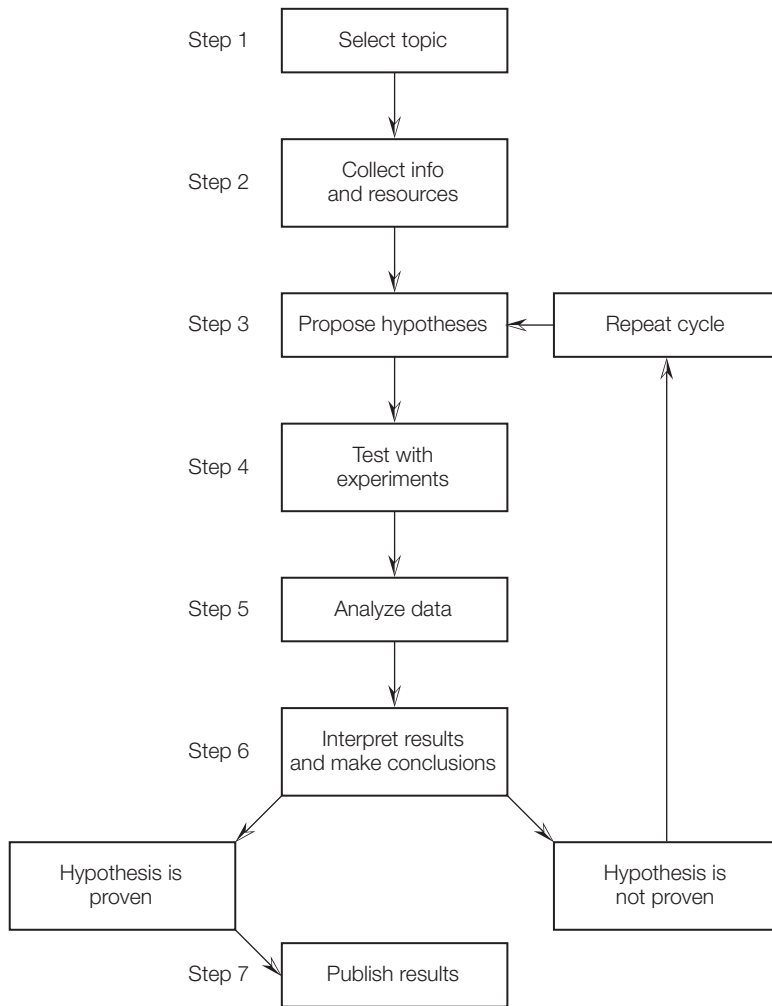 Step 1
Select topic
Step 2
Collect info
and resources
Step 3
Propose hypotheses
Repeat cycle
Step 4
Test with
experiments
Step 5
Analyze data
Step 6
Interpret results
and make conclusions
Hypothesis is
proven
Hypothesis is
not proven
Step 7
Publish results